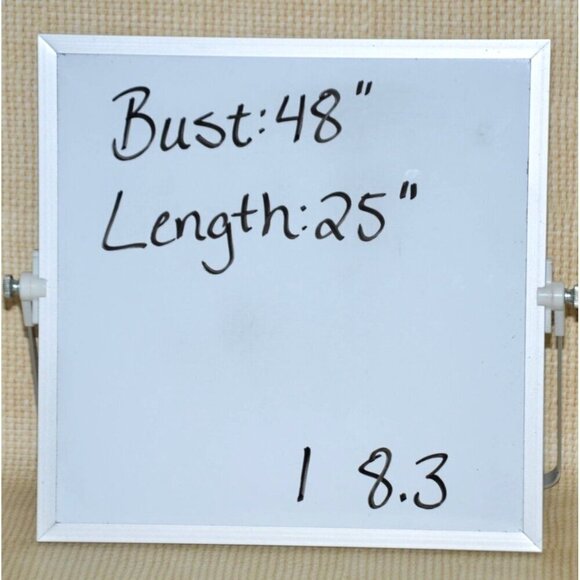 Bust: 48"
Length: 25"
1 8.3